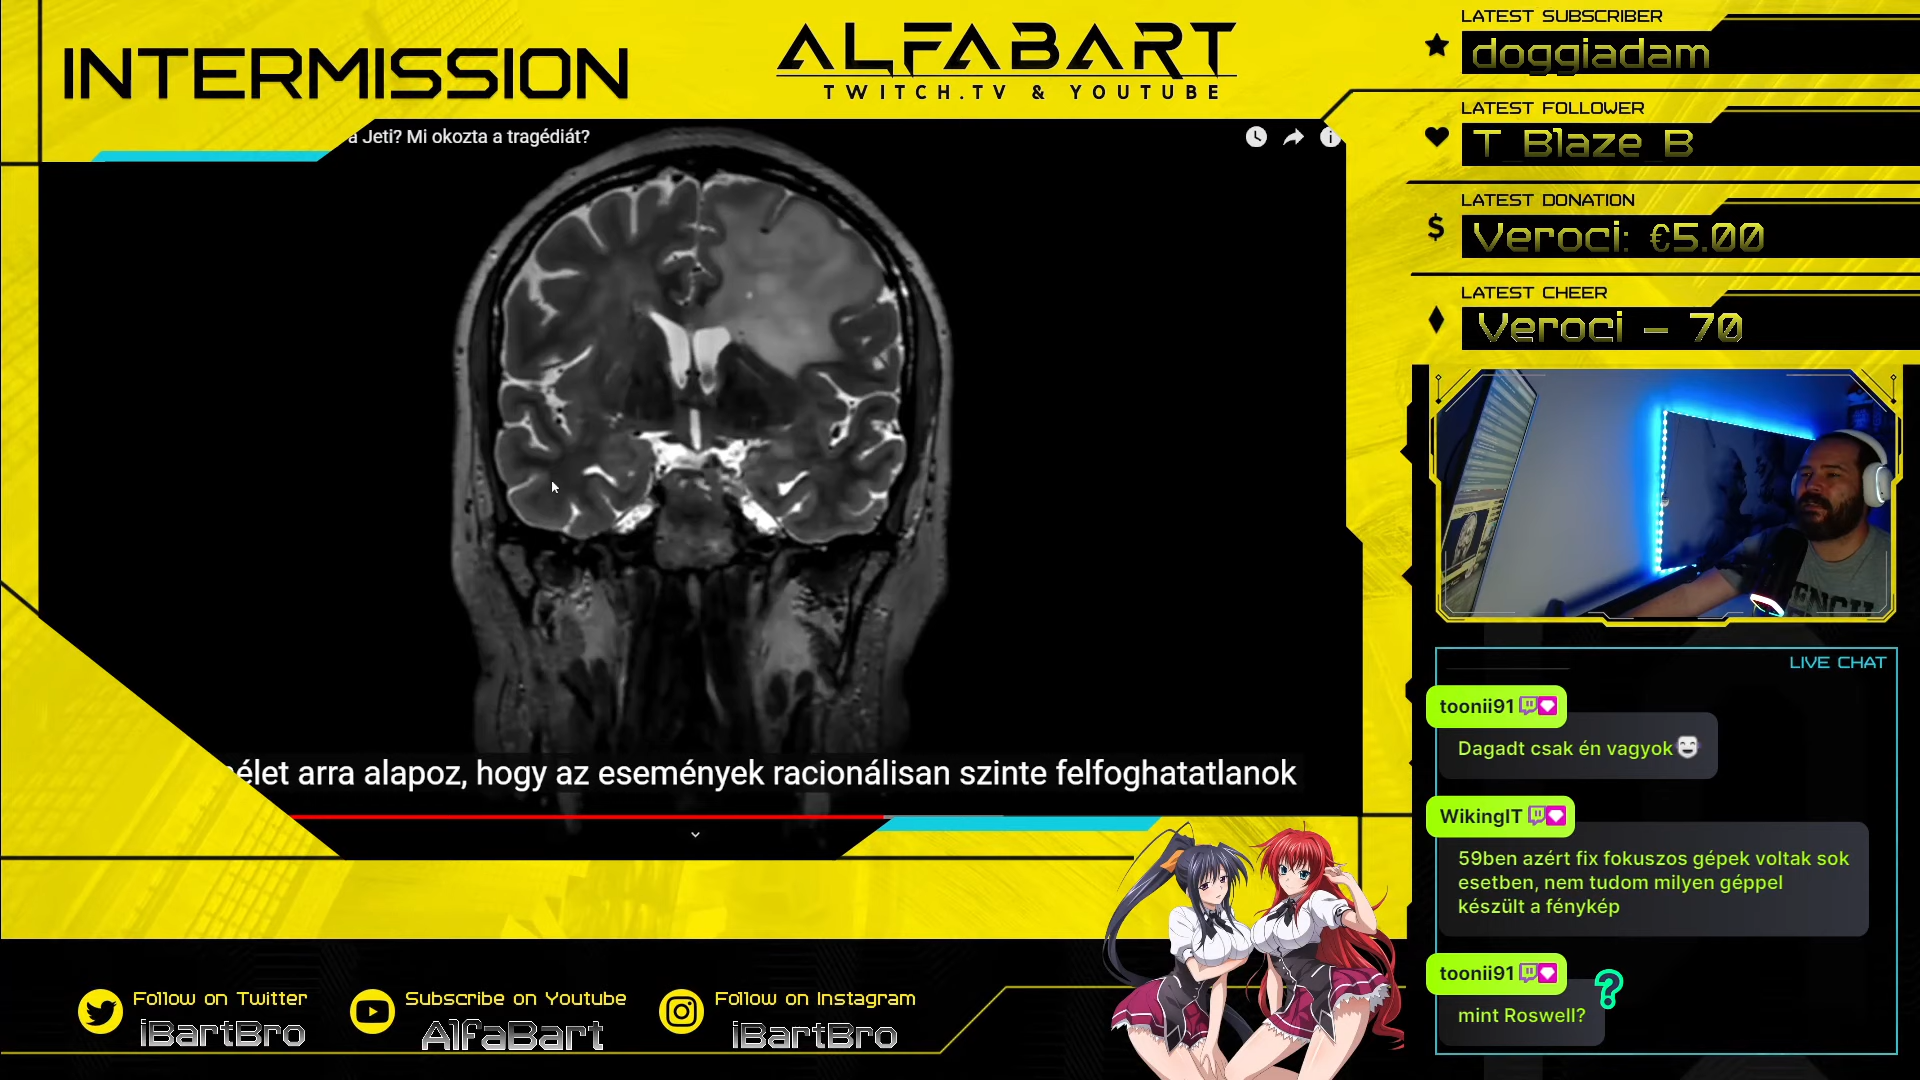 INTERMISSION
ALFABART
TWITCH.TV & YOUTUBE
LATEST SUBSCRIBER
doggiadam
LATEST FOLLOWER
T_Blaze_B
LATEST DONATION
Veroci: €5.00
LATEST CHEER
Veroci - 70
a Jeti? Mi okozta a tragédiát?
élet arra alapoz, hogy az események racionálisan szinte felfoghatatlanok
LIVE CHAT
toonii91
Dagadt csak én vagyok
WikingIT
59ben azért fix fokuszos gépek voltak sok
esetben, nem tudom milyen géppel
készült a fénykép
toonii91
mint Roswell?
Follow on Twitter
iBartBro
Subscribe on Youtube
AlfaBart
Follow on Instagram
iBartBro